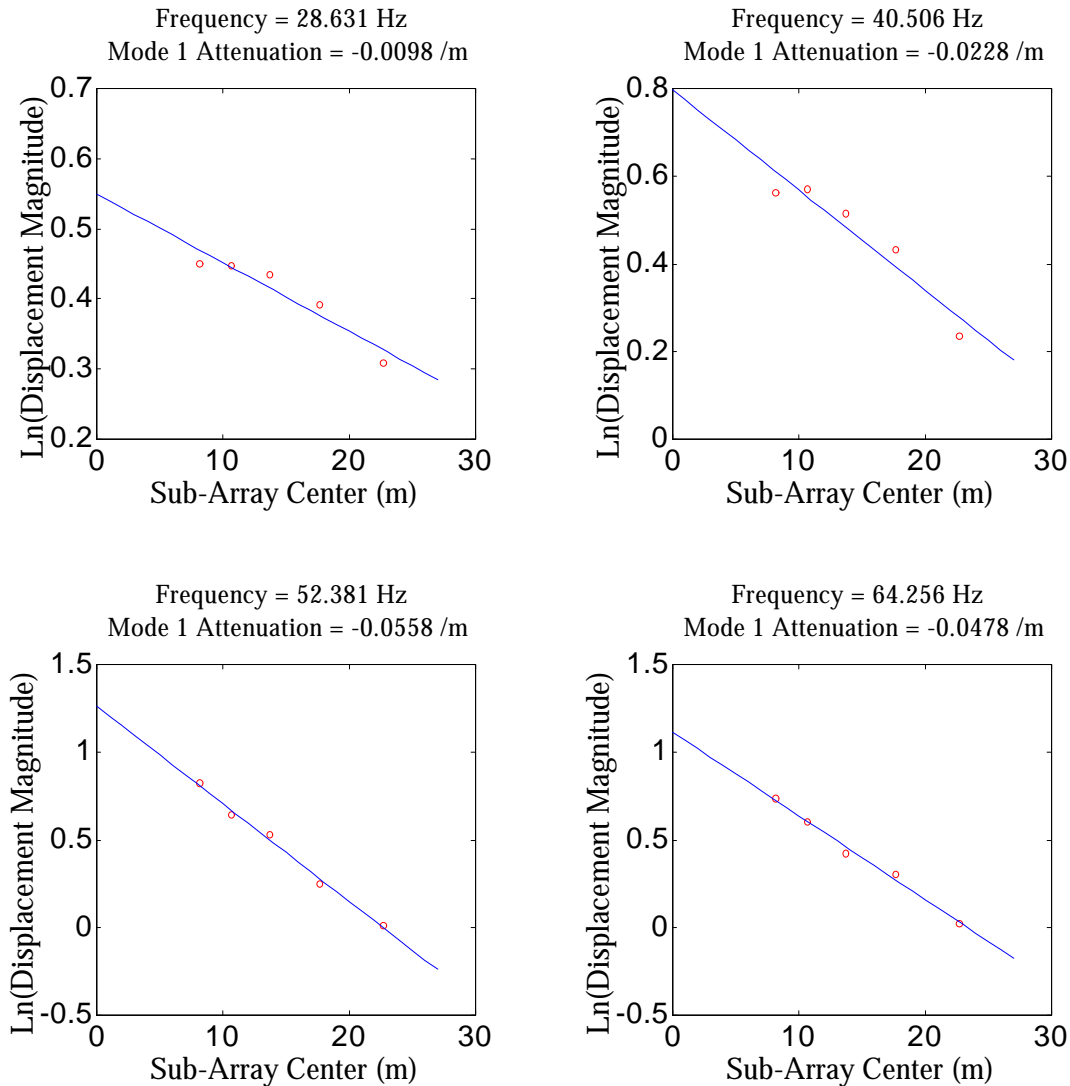 Frequency = 28.631 Hz
Mode 1 Attenuation = -0.0098 /m
Ln(Displacement Magnitude)
0.7
0.6
0.5
0.4
0.3
0.2
0
10
20
30
Sub-Array Center (m)
Frequency = 40.506 Hz
Mode 1 Attenuation = -0.0228 /m
Ln(Displacement Magnitude)
0.8
0.6
0.4
0.2
0
0
10
20
30
Sub-Array Center (m)
Frequency = 52.381 Hz
Mode 1 Attenuation = -0.0558 /m
Ln(Displacement Magnitude)
1.5
1
0.5
0
-0.5
0
10
20
30
Sub-Array Center (m)
Frequency = 64.256 Hz
Mode 1 Attenuation = -0.0478 /m
Ln(Displacement Magnitude)
1.5
1
0.5
0
-0.5
0
10
20
30
Sub-Array Center (m)